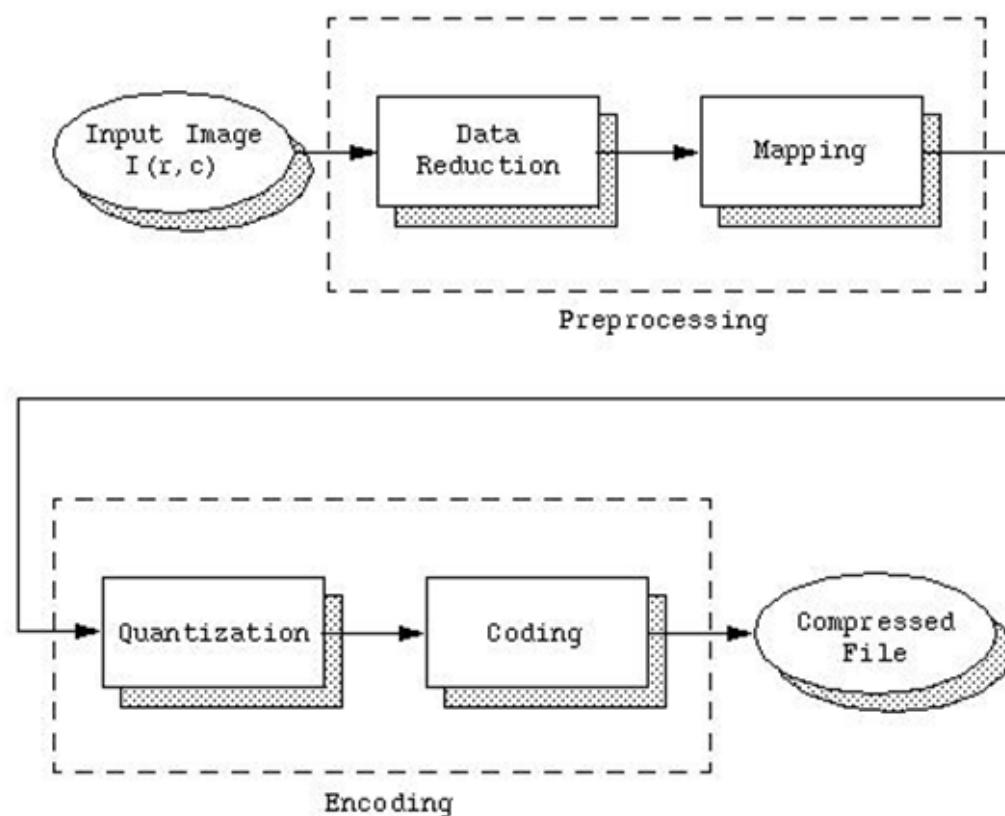 Input Image
I(r,c)
Data
Reduction
Mapping
Preprocessing
Quantization
Coding
Compressed
File
Encoding